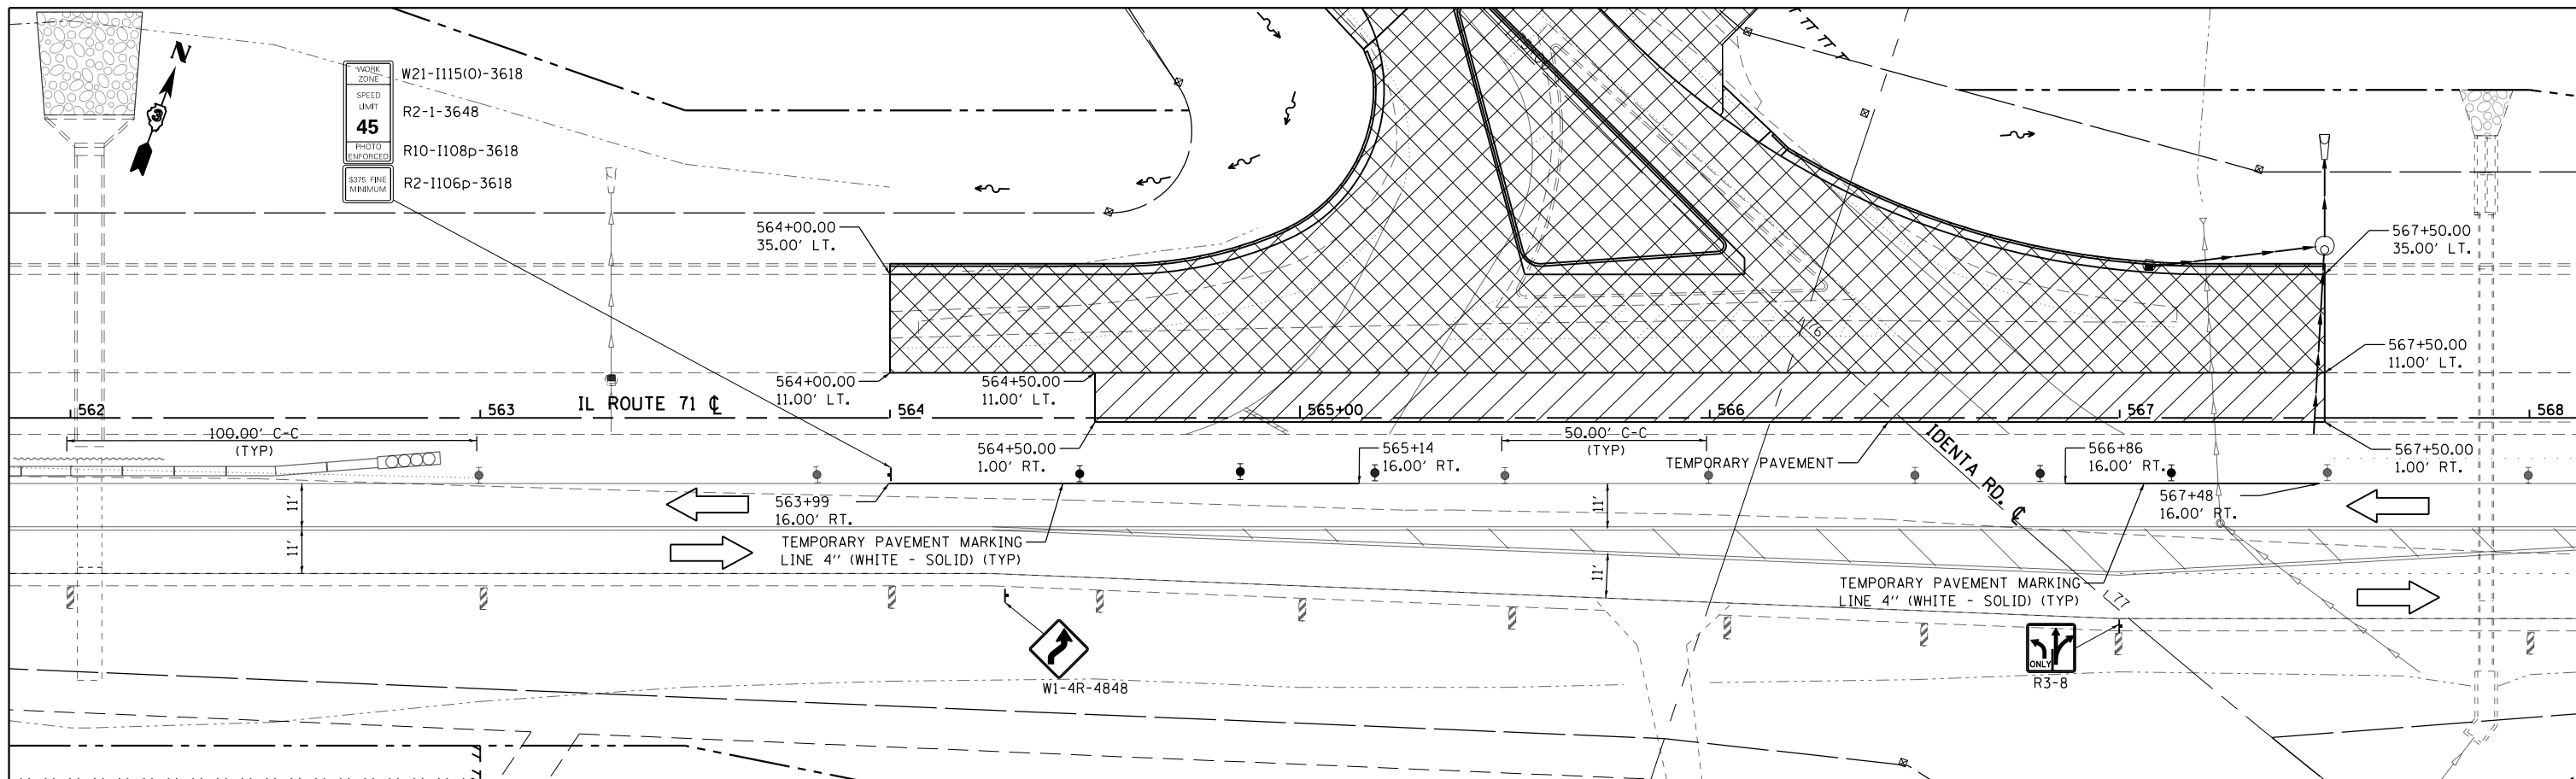 N
3
WORK
ZONE
SPEED
LIMIT
45
PHOTO
ENFORCED
$375 FINE
MINIMUM
W21-I115(O)-3618
R2-1-3648
R10-I108p-3618
R2-I106p-3618
564+00.00
35.00' LT.
567+50.00
35.00' LT.
564+00.00
11.00' LT.
564+50.00
11.00' LT.
567+50.00
11.00' LT.
562
563
IL ROUTE 71 ℄
564
565+00
566
567
568
100.00' C-C
(TYP)
564+50.00
1.00' RT.
565+14
16.00' RT.
50.00' C-C
(TYP)
TEMPORARY PAVEMENT
IDENTA RD. ℄
566+86
16.00' RT.
567+50.00
1.00' RT.
563+99
16.00' RT.
567+48
16.00' RT.
11'
11'
11'
11'
TEMPORARY PAVEMENT MARKING
LINE 4'' (WHITE - SOLID) (TYP)
TEMPORARY PAVEMENT MARKING
LINE 4'' (WHITE - SOLID) (TYP)
77
W1-4R-4848
ONLY
R3-8